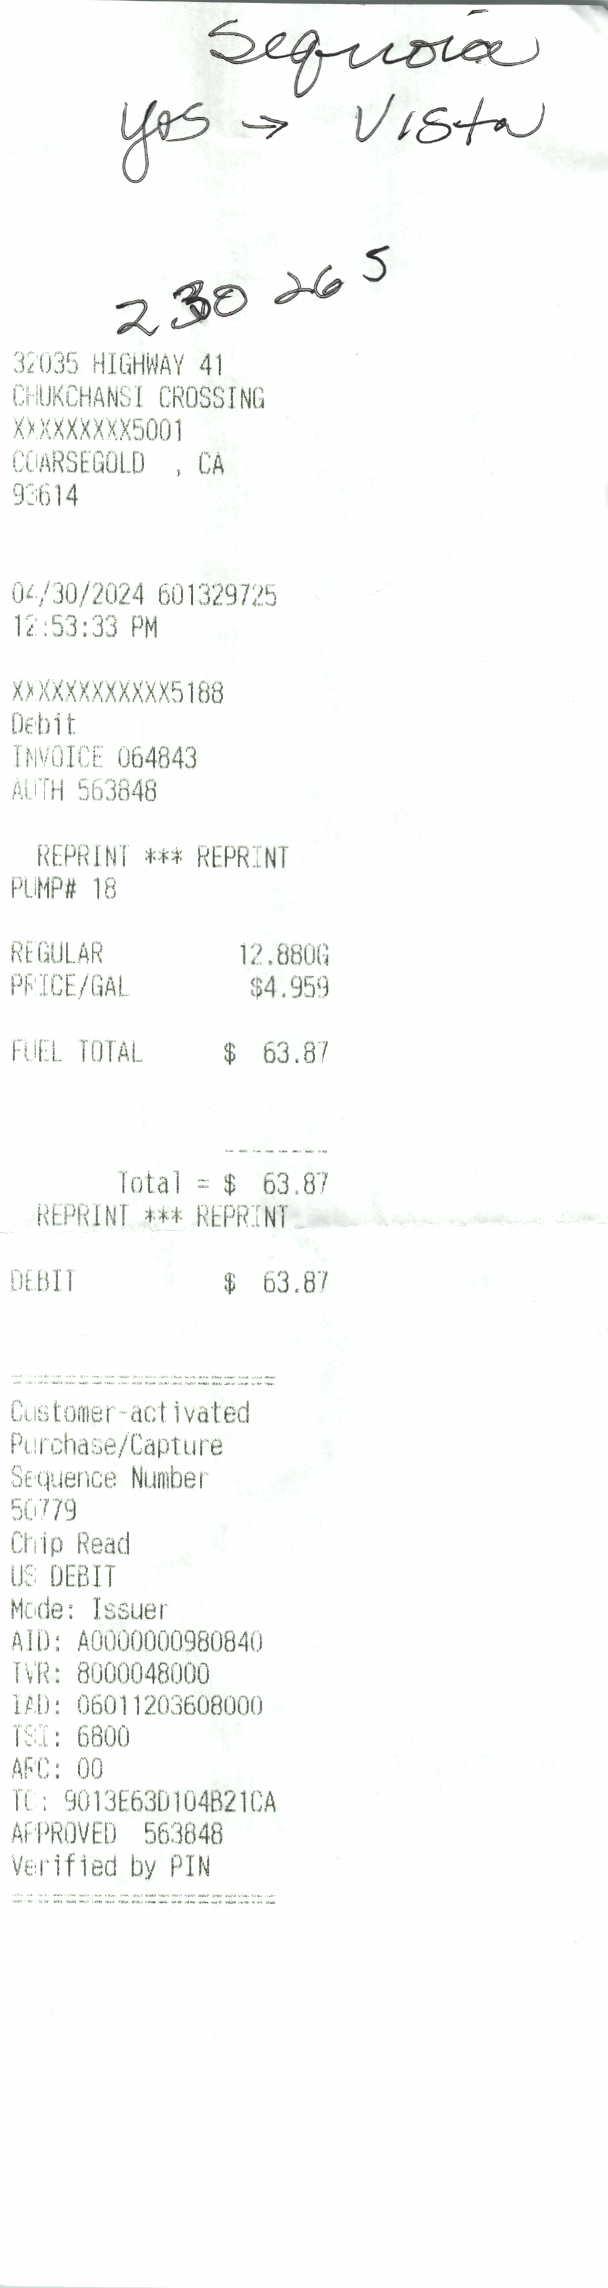 Sequoia
Yos → Vista
230265
32035 HIGHWAY 41
CHUKCHANSI CROSSING
XXXXXXXXX5001
COARSEGOLD , CA
93614
04/30/2024 601329725
12:53:33 PM
XXXXXXXXXXXX5188
Debit
INVOICE 064843
AUTH 563848
REPRINT *** REPRINT
PUMP# 18
REGULAR 12.880G
PRICE/GAL $4.959
FUEL TOTAL $ 63.87
--------
Total = $ 63.87
REPRINT *** REPRINT
DEBIT $ 63.87
====================
Customer-activated
Purchase/Capture
Sequence Number
50779
Chip Read
US DEBIT
Mode: Issuer
AID: A0000000980840
TVR: 8000048000
IAD: 06011203608000
TSI: 6800
ARC: 00
TC: 9013E63D104B21CA
APPROVED 563848
Verified by PIN
====================